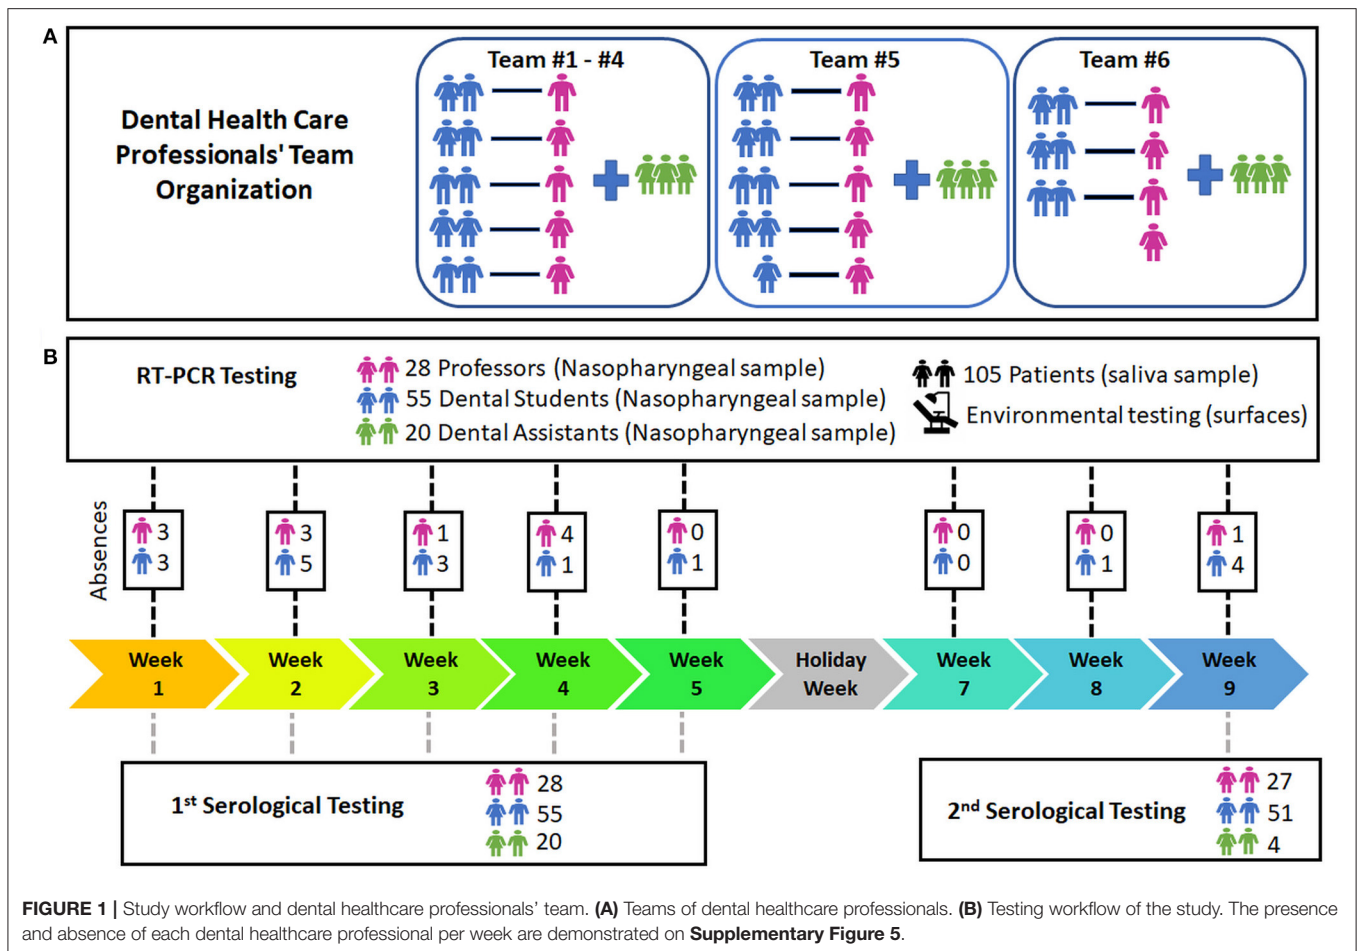 A
Dental Health Care
Professionals' Team
Organization
Team #1 - #4
Team #5
Team #6
B
RT-PCR Testing
28 Professors (Nasopharyngeal sample)
55 Dental Students (Nasopharyngeal sample)
20 Dental Assistants (Nasopharyngeal sample)
105 Patients (saliva sample)
Environmental testing (surfaces)
Absences
3
3
3
5
1
3
4
1
0
1
0
0
0
1
1
4
Week
1
Week
2
Week
3
Week
4
Week
5
Holiday
Week
Week
7
Week
8
Week
9
1st Serological Testing
28
55
20
2nd Serological Testing
27
51
4
FIGURE 1 | Study workflow and dental healthcare professionals' team. (A) Teams of dental healthcare professionals. (B) Testing workflow of the study. The presence
and absence of each dental healthcare professional per week are demonstrated on Supplementary Figure 5.